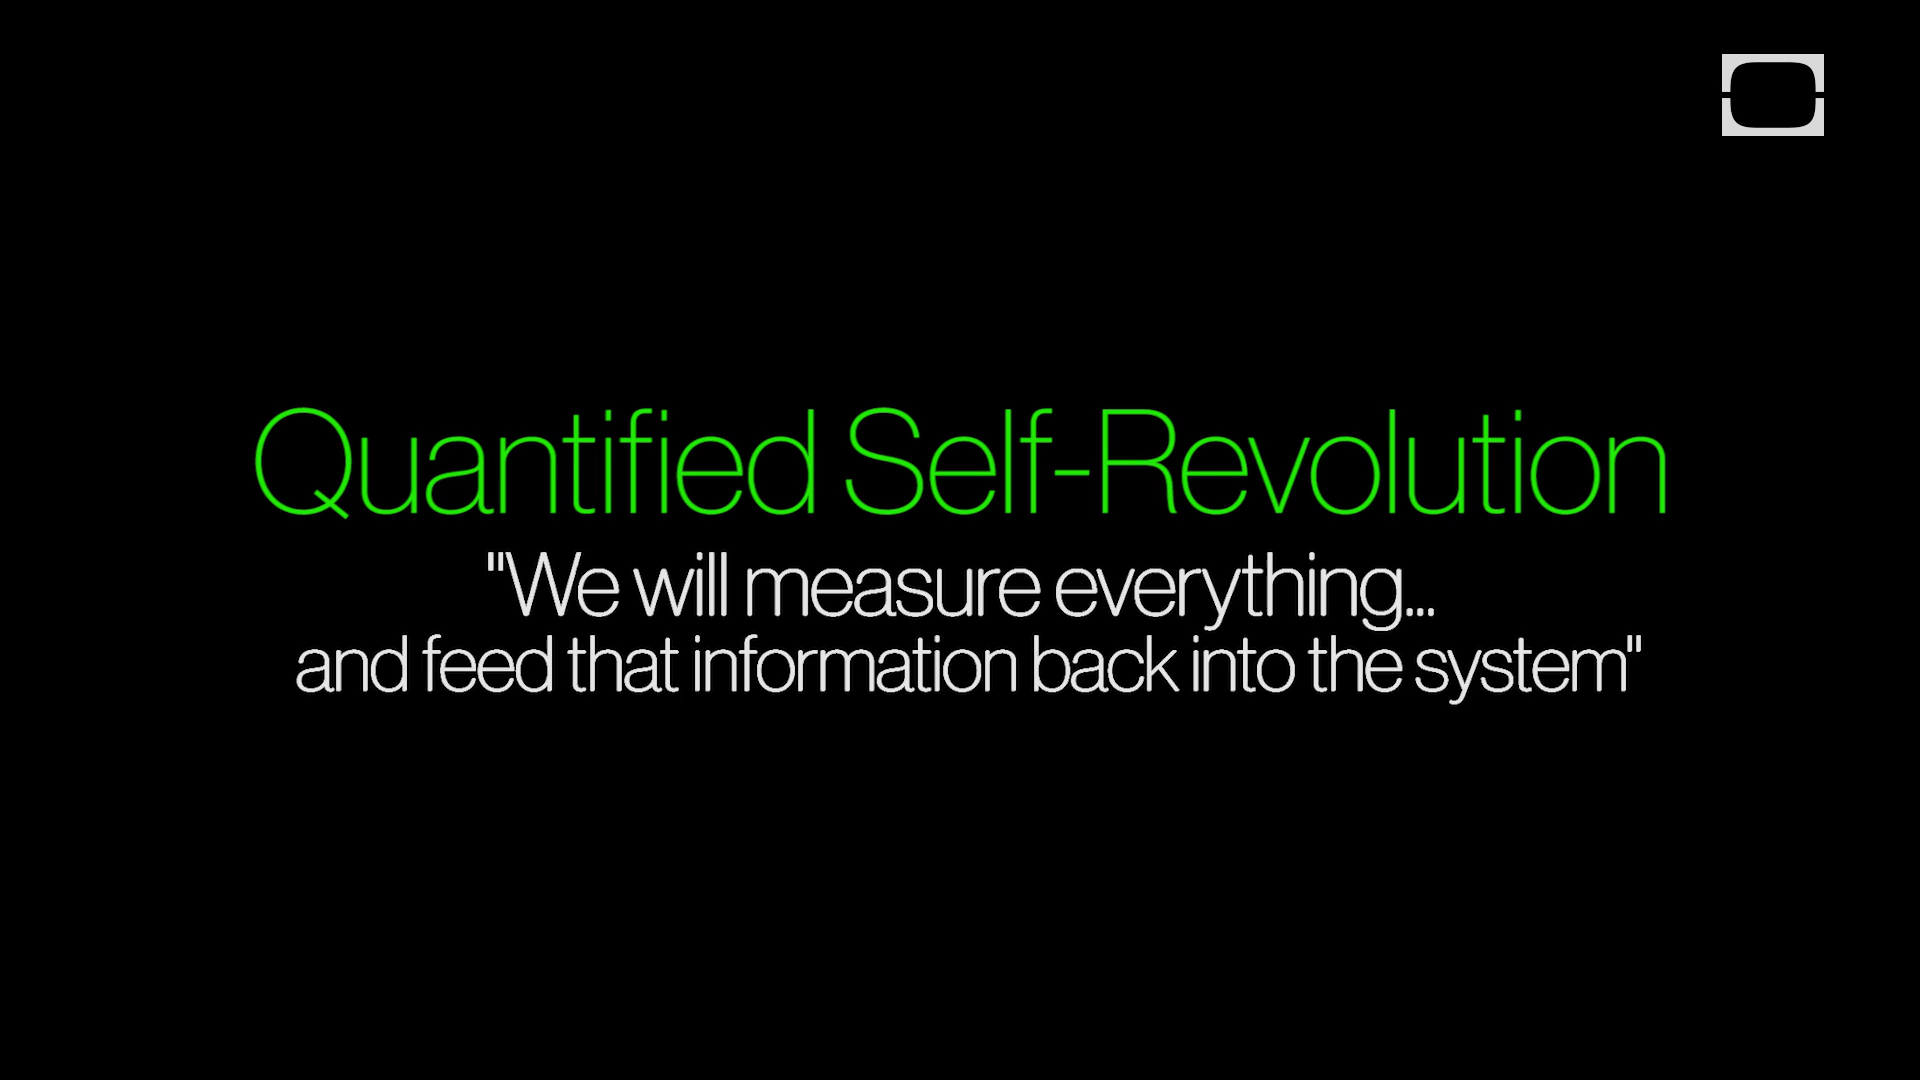 Quantified Self-Revolution
"We will measure everything...
and feed that information back into the system"